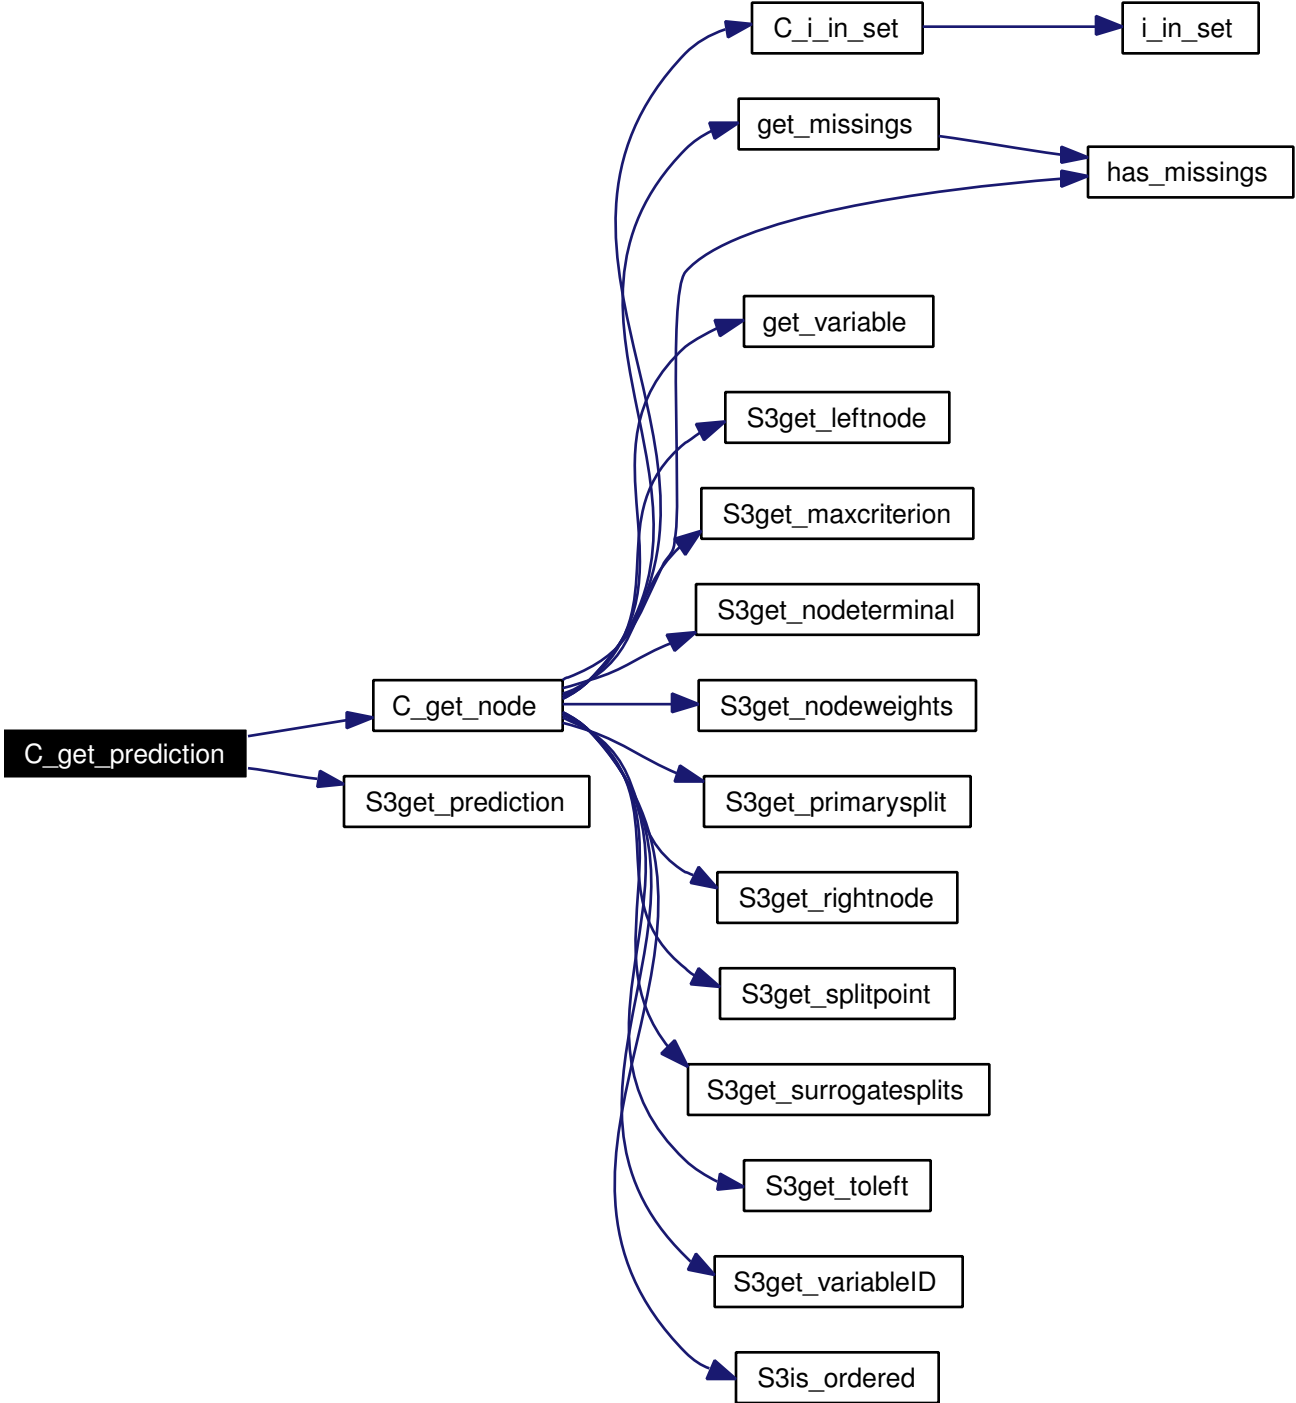 C_i_in_set
i_in_set
get_missings
has_missings
get_variable
S3get_leftnode
S3get_maxcriterion
S3get_nodeterminal
C_get_node
S3get_nodeweights
C_get_prediction
S3get_prediction
S3get_primarysplit
S3get_rightnode
S3get_splitpoint
S3get_surrogatesplits
S3get_toleft
S3get_variableID
S3is_ordered